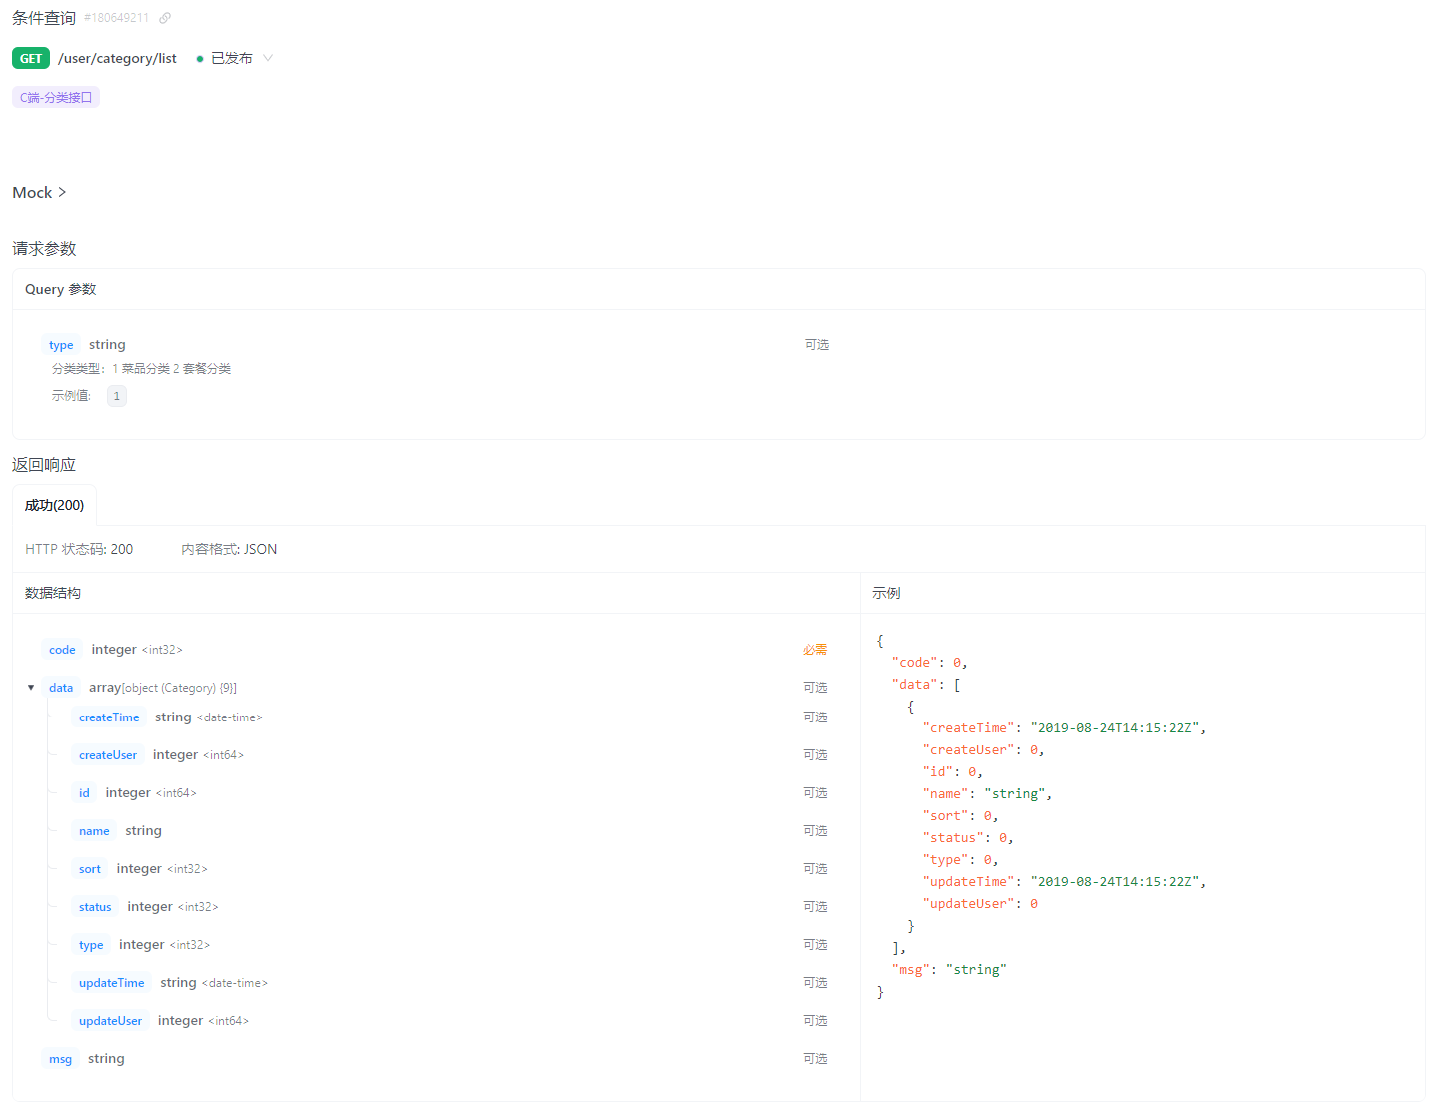 条件查询 #180649211
GET /user/category/list 已发布
C端-分类接口
Mock >
请求参数
Query 参数
type string 可选
分类类型：1 菜品分类 2 套餐分类
示例值: 1
返回响应
成功(200)
HTTP 状态码: 200 内容格式: JSON
数据结构
code integer <int32> 必需
data array[object (Category) {9}] 可选
createTime string <date-time> 可选
createUser integer <int64> 可选
id integer <int64> 可选
name string 可选
sort integer <int32> 可选
status integer <int32> 可选
type integer <int32> 可选
updateTime string <date-time> 可选
updateUser integer <int64> 可选
msg string 可选
示例
{
"code": 0,
"data": [
{
"createTime": "2019-08-24T14:15:22Z",
"createUser": 0,
"id": 0,
"name": "string",
"sort": 0,
"status": 0,
"type": 0,
"updateTime": "2019-08-24T14:15:22Z",
"updateUser": 0
}
],
"msg": "string"
}